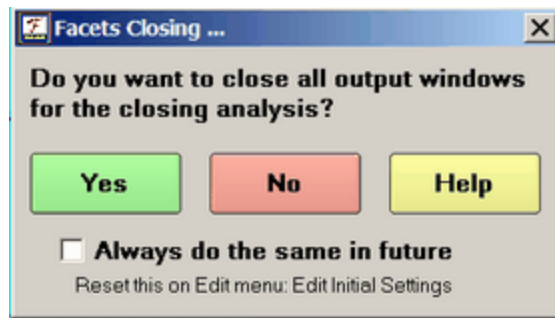 Facets Closing ...
Do you want to close all output windows
for the closing analysis?
Yes No Help
Always do the same in future
Reset this on Edit menu: Edit Initial Settings